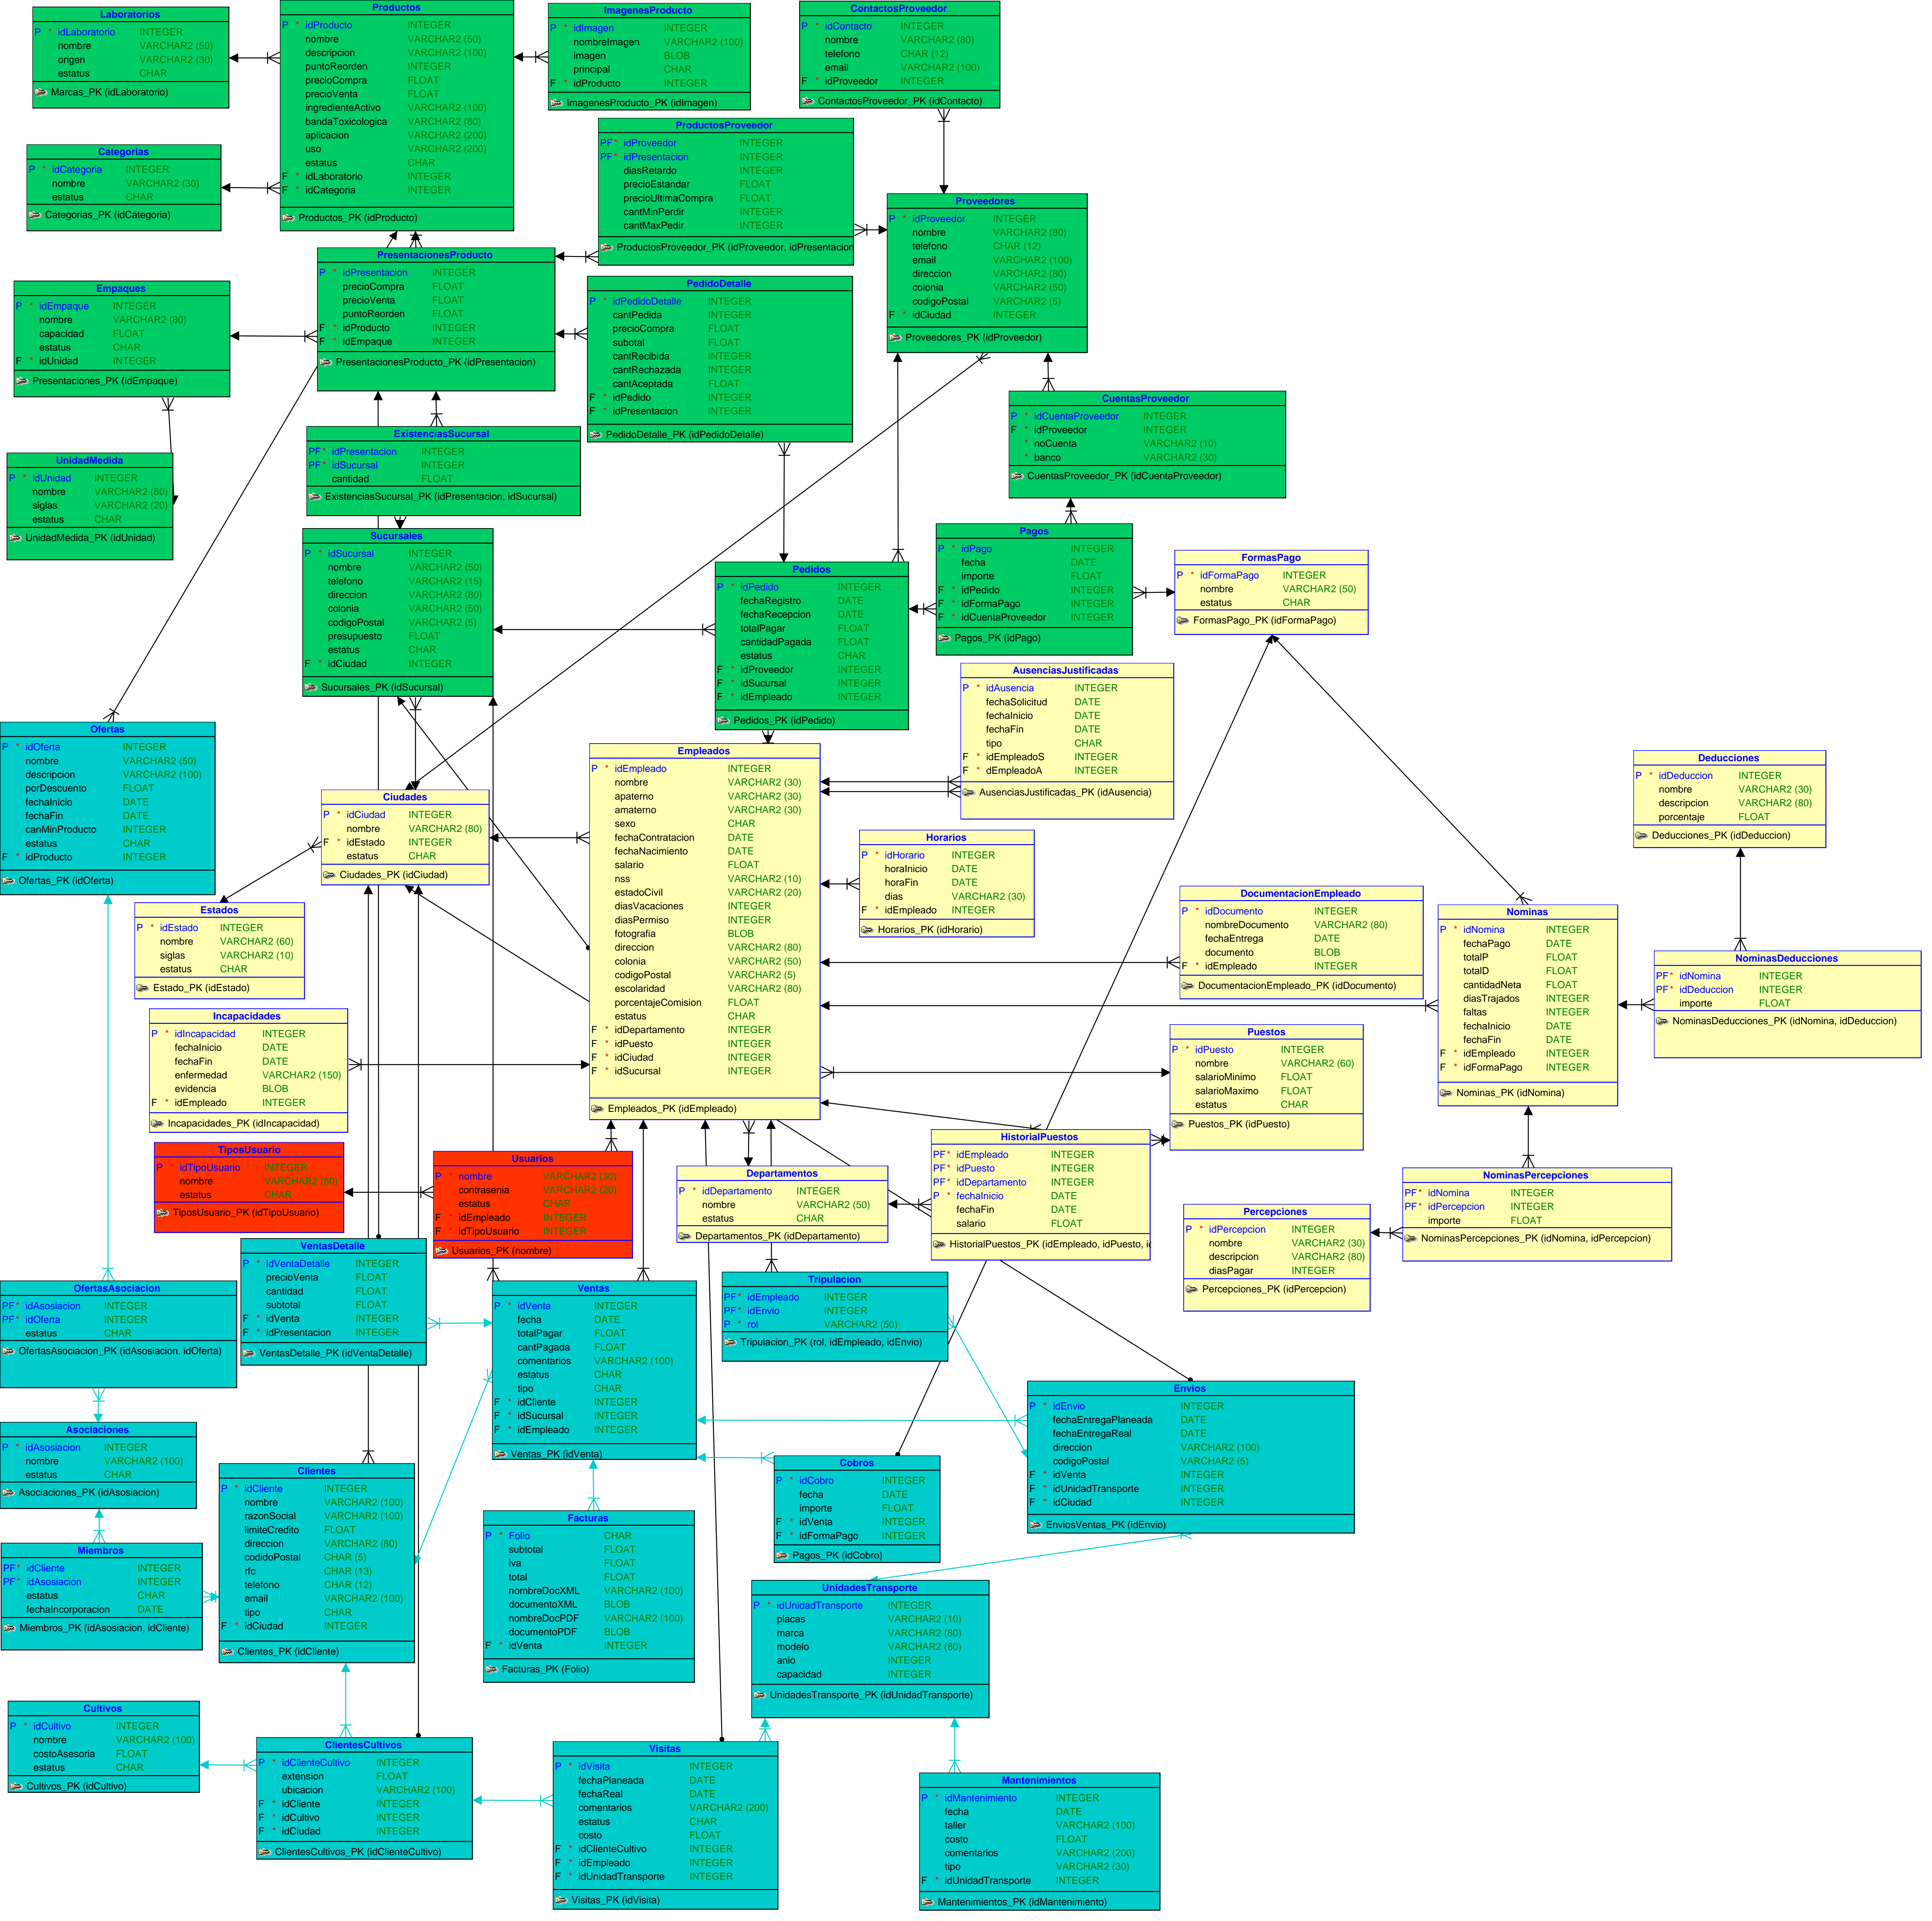 Laboratorios
P * idLaboratorio INTEGER
nombre VARCHAR2 (50)
origen VARCHAR2 (30)
estatus CHAR
Marcas_PK (idLaboratorio)
Productos
P * idProducto INTEGER
nombre VARCHAR2 (50)
descripcion VARCHAR2 (100)
puntoReorden INTEGER
precioCompra FLOAT
precioVenta FLOAT
ingredienteActivo VARCHAR2 (100)
bandaToxicologica VARCHAR2 (80)
aplicacion VARCHAR2 (200)
uso VARCHAR2 (200)
estatus CHAR
F * idLaboratorio INTEGER
F * idCategoria INTEGER
Productos_PK (idProducto)
ImagenesProducto
P * idImagen INTEGER
nombreImagen VARCHAR2 (100)
imagen BLOB
principal CHAR
F * idProducto INTEGER
ImagenesProducto_PK (idImagen)
ContactosProveedor
P * idContacto INTEGER
nombre VARCHAR2 (80)
telefono CHAR (12)
email VARCHAR2 (100)
F * idProveedor INTEGER
ContactosProveedor_PK (idContacto)
Categorias
P * idCategoria INTEGER
nombre VARCHAR2 (30)
estatus CHAR
Categorias_PK (idCategoria)
ProductosProveedor
PF* idProveedor INTEGER
PF* idPresentacion INTEGER
diasRetardo INTEGER
precioEstandar FLOAT
precioUltimaCompra FLOAT
cantMinPerdir INTEGER
cantMaxPedir INTEGER
ProductosProveedor_PK (idProveedor, idPresentacion
Proveedores
P * idProveedor INTEGER
nombre VARCHAR2 (80)
telefono CHAR (12)
email VARCHAR2 (100)
direccion VARCHAR2 (80)
colonia VARCHAR2 (50)
codigoPostal VARCHAR2 (5)
F * idCiudad INTEGER
Proveedores_PK (idProveedor)
PresentacionesProducto
P * idPresentacion INTEGER
precioCompra FLOAT
precioVenta FLOAT
puntoReorden FLOAT
F * idProducto INTEGER
F * idEmpaque INTEGER
PresentacionesProducto_PK (idPresentacion)
Empaques
P * idEmpaque INTEGER
nombre VARCHAR2 (80)
capacidad FLOAT
estatus CHAR
F * idUnidad INTEGER
Presentaciones_PK (idEmpaque)
PedidoDetalle
P * idPedidoDetalle INTEGER
cantPedida INTEGER
precioCompra FLOAT
subotal FLOAT
cantRecibida INTEGER
cantRechazada INTEGER
cantAceptada FLOAT
F * idPedido INTEGER
F * idPresentacion INTEGER
PedidoDetalle_PK (idPedidoDetalle)
CuentasProveedor
P * idCuentaProveedor INTEGER
F * idProveedor INTEGER
* noCuenta VARCHAR2 (10)
* banco VARCHAR2 (30)
CuentasProveedor_PK (idCuentaProveedor)
UnidadMedida
P * idUnidad INTEGER
nombre VARCHAR2 (80)
siglas VARCHAR2 (20)
estatus CHAR
UnidadMedida_PK (idUnidad)
ExistenciasSucursal
PF* idPresentacion INTEGER
PF* idSucursal INTEGER
cantidad FLOAT
ExistenciasSucursal_PK (idPresentacion, idSucursal)
Sucursales
P * idSucursal INTEGER
nombre VARCHAR2 (50)
telefono VARCHAR2 (15)
direccion VARCHAR2 (80)
colonia VARCHAR2 (50)
codigoPostal VARCHAR2 (5)
presupuesto FLOAT
estatus CHAR
F * idCiudad INTEGER
Sucursales_PK (idSucursal)
Pedidos
P * idPedido INTEGER
fechaRegistro DATE
fechaRecepcion DATE
totalPagar FLOAT
cantidadPagada FLOAT
estatus CHAR
F * idProveedor INTEGER
F * idSucursal INTEGER
F * idEmpleado INTEGER
Pedidos_PK (idPedido)
Pagos
P * idPago INTEGER
fecha DATE
importe FLOAT
F * idPedido INTEGER
F * idFormaPago INTEGER
F * idCuentaProveedor INTEGER
Pagos_PK (idPago)
FormasPago
P * idFormaPago INTEGER
nombre VARCHAR2 (50)
estatus CHAR
FormasPago_PK (idFormaPago)
AusenciasJustificadas
P * idAusencia INTEGER
fechaSolicitud DATE
fechaInicio DATE
fechaFin DATE
tipo CHAR
F * idEmpleadoS INTEGER
F * dEmpleadoA INTEGER
AusenciasJustificadas_PK (idAusencia)
Ofertas
P * idOferta INTEGER
nombre VARCHAR2 (50)
descripcion VARCHAR2 (100)
porDescuento FLOAT
fechaInicio DATE
fechaFin DATE
canMinProducto INTEGER
estatus CHAR
F * idProducto INTEGER
Ofertas_PK (idOferta)
Empleados
P * idEmpleado INTEGER
nombre VARCHAR2 (30)
apaterno VARCHAR2 (30)
amaterno VARCHAR2 (30)
sexo CHAR
fechaContratacion DATE
fechaNacimiento DATE
salario FLOAT
nss VARCHAR2 (10)
estadoCivil VARCHAR2 (20)
diasVacaciones INTEGER
diasPermiso INTEGER
fotografia BLOB
direccion VARCHAR2 (80)
colonia VARCHAR2 (50)
codigoPostal VARCHAR2 (5)
escolaridad VARCHAR2 (80)
porcentajeComision FLOAT
estatus CHAR
F * idDepartamento INTEGER
F * idPuesto INTEGER
F * idCiudad INTEGER
F * idSucursal INTEGER
Empleados_PK (idEmpleado)
Ciudades
P * idCiudad INTEGER
nombre VARCHAR2 (80)
F * idEstado INTEGER
estatus CHAR
Ciudades_PK (idCiudad)
Deducciones
P * idDeduccion INTEGER
nombre VARCHAR2 (30)
descripcion VARCHAR2 (80)
porcentaje FLOAT
Deducciones_PK (idDeduccion)
Horarios
P * idHorario INTEGER
horaInicio DATE
horaFin DATE
dias VARCHAR2 (30)
F * idEmpleado INTEGER
Horarios_PK (idHorario)
DocumentacionEmpleado
P * idDocumento INTEGER
nombreDocumento VARCHAR2 (80)
fechaEntrega DATE
documento BLOB
F * idEmpleado INTEGER
DocumentacionEmpleado_PK (idDocumento)
Estados
P * idEstado INTEGER
nombre VARCHAR2 (60)
siglas VARCHAR2 (10)
estatus CHAR
Estado_PK (idEstado)
Nominas
P * idNomina INTEGER
fechaPago DATE
totalP FLOAT
totalD FLOAT
cantidadNeta FLOAT
diasTrajados INTEGER
faltas INTEGER
fechaInicio DATE
fechaFin DATE
F * idEmpleado INTEGER
F * idFormaPago INTEGER
Nominas_PK (idNomina)
NominasDeducciones
PF* idNomina INTEGER
PF* idDeduccion INTEGER
importe FLOAT
NominasDeducciones_PK (idNomina, idDeduccion)
Incapacidades
P * idIncapacidad INTEGER
fechaInicio DATE
fechaFin DATE
enfermedad VARCHAR2 (150)
evidencia BLOB
F * idEmpleado INTEGER
Incapacidades_PK (idIncapacidad)
Puestos
P * idPuesto INTEGER
nombre VARCHAR2 (60)
salarioMinimo FLOAT
salarioMaximo FLOAT
estatus CHAR
Puestos_PK (idPuesto)
TiposUsuario
P * idTipoUsuario INTEGER
nombre VARCHAR2 (80)
estatus CHAR
TiposUsuario_PK (idTipoUsuario)
Usuarios
P * nombre VARCHAR2 (30)
contrasenia VARCHAR2 (20)
estatus CHAR
F * idEmpleado INTEGER
F * idTipoUsuario INTEGER
Usuarios_PK (nombre)
Departamentos
P * idDepartamento INTEGER
nombre VARCHAR2 (50)
estatus CHAR
Departamentos_PK (idDepartamento)
HistorialPuestos
PF* idEmpleado INTEGER
PF* idPuesto INTEGER
PF* idDepartamento INTEGER
P * fechaInicio DATE
fechaFin DATE
salario FLOAT
HistorialPuestos_PK (idEmpleado, idPuesto, id
NominasPercepciones
PF* idNomina INTEGER
PF* idPercepcion INTEGER
importe FLOAT
NominasPercepciones_PK (idNomina, idPercepcion)
Percepciones
P * idPercepcion INTEGER
nombre VARCHAR2 (30)
descripcion VARCHAR2 (80)
diasPagar INTEGER
Percepciones_PK (idPercepcion)
VentasDetalle
P * idVentaDetalle INTEGER
precioVenta FLOAT
cantidad FLOAT
subtotal FLOAT
F * idVenta INTEGER
F * idPresentacion INTEGER
VentasDetalle_PK (idVentaDetalle)
OfertasAsociacion
PF* idAsosiacion INTEGER
PF* idOferta INTEGER
estatus CHAR
OfertasAsociacion_PK (idAsosiacion, idOferta)
Ventas
P * idVenta INTEGER
fecha DATE
totalPagar FLOAT
cantPagada FLOAT
comentarios VARCHAR2 (100)
estatus CHAR
tipo CHAR
F * idCliente INTEGER
F * idSucursal INTEGER
F * idEmpleado INTEGER
Ventas_PK (idVenta)
Tripulacion
PF* idEmpleado INTEGER
PF* idEnvio INTEGER
P * rol VARCHAR2 (50)
Tripulacion_PK (rol, idEmpleado, idEnvio)
Envios
P * idEnvio INTEGER
fechaEntregaPlaneada DATE
fechaEntregaReal DATE
direccion VARCHAR2 (100)
codigoPostal VARCHAR2 (5)
F * idVenta INTEGER
F * idUnidadTransporte INTEGER
F * idCiudad INTEGER
EnviosVentas_PK (idEnvio)
Asociaciones
P * idAsosiacion INTEGER
nombre VARCHAR2 (100)
estatus CHAR
Asociaciones_PK (idAsosiacion)
Clientes
P * idCliente INTEGER
nombre VARCHAR2 (100)
razonSocial VARCHAR2 (100)
limiteCredito FLOAT
direccion VARCHAR2 (80)
codidoPostal CHAR (5)
rfc CHAR (13)
telefono CHAR (12)
email VARCHAR2 (100)
tipo CHAR
F * idCiudad INTEGER
Clientes_PK (idCliente)
Cobros
P * idCobro INTEGER
fecha DATE
importe FLOAT
F * idVenta INTEGER
F * idFormaPago INTEGER
Pagos_PK (idCobro)
Facturas
P * Folio CHAR
subtotal FLOAT
iva FLOAT
total FLOAT
nombreDocXML VARCHAR2 (100)
documentoXML BLOB
nombreDocPDF VARCHAR2 (100)
documentoPDF BLOB
F * idVenta INTEGER
Facturas_PK (Folio)
Miembros
PF* idCliente INTEGER
PF* idAsosiacion INTEGER
estatus CHAR
fechaIncorporacion DATE
Miembros_PK (idAsosiacion, idCliente)
UnidadesTransporte
P * idUnidadTransporte INTEGER
placas VARCHAR2 (10)
marca VARCHAR2 (80)
modelo VARCHAR2 (80)
anio INTEGER
capacidad INTEGER
UnidadesTransporte_PK (idUnidadTransporte)
Cultivos
P * idCultivo INTEGER
nombre VARCHAR2 (100)
costoAsesoria FLOAT
estatus CHAR
Cultivos_PK (idCultivo)
ClientesCultivos
P * idClienteCultivo INTEGER
extension FLOAT
ubicacion VARCHAR2 (100)
F * idCliente INTEGER
F * idCultivo INTEGER
F * idCiudad INTEGER
ClientesCultivos_PK (idClienteCultivo)
Visitas
P * idVisita INTEGER
fechaPlaneada DATE
fechaReal DATE
comentarios VARCHAR2 (200)
estatus CHAR
costo FLOAT
F * idClienteCultivo INTEGER
F * idEmpleado INTEGER
F * idUnidadTransporte INTEGER
Visitas_PK (idVisita)
Mantenimientos
P * idMantenimiento INTEGER
fecha DATE
taller VARCHAR2 (100)
costo FLOAT
comentarios VARCHAR2 (200)
tipo VARCHAR2 (30)
F * idUnidadTransporte INTEGER
Mantenimientos_PK (idMantenimiento)